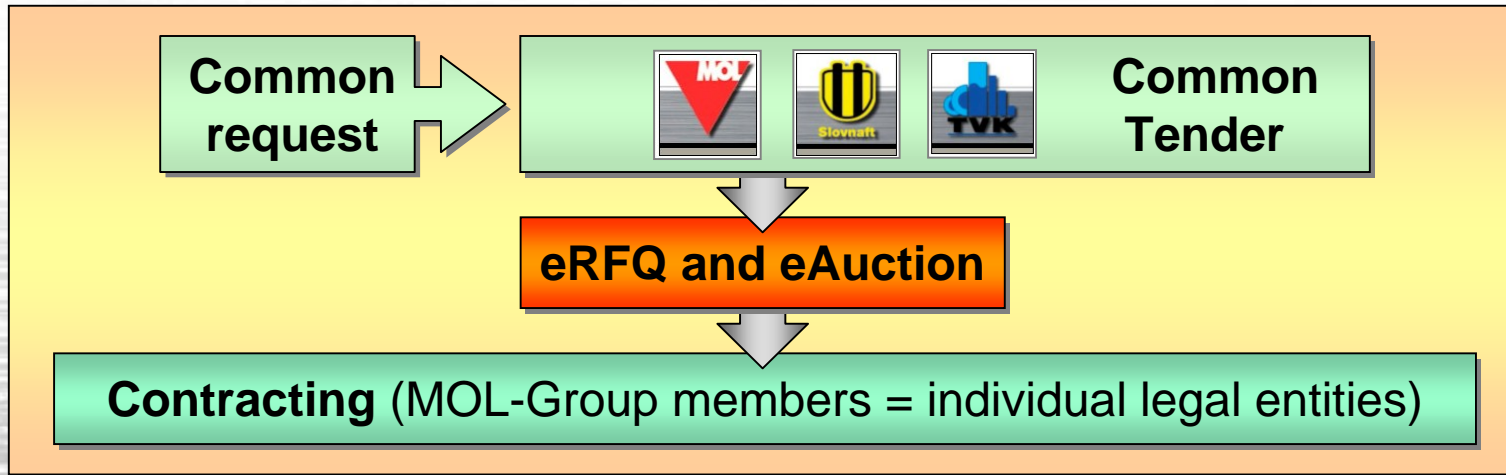 Common
request
MOL
Slovnaft
TVK
Common
Tender
eRFQ and eAuction
Contracting (MOL-Group members = individual legal entities)